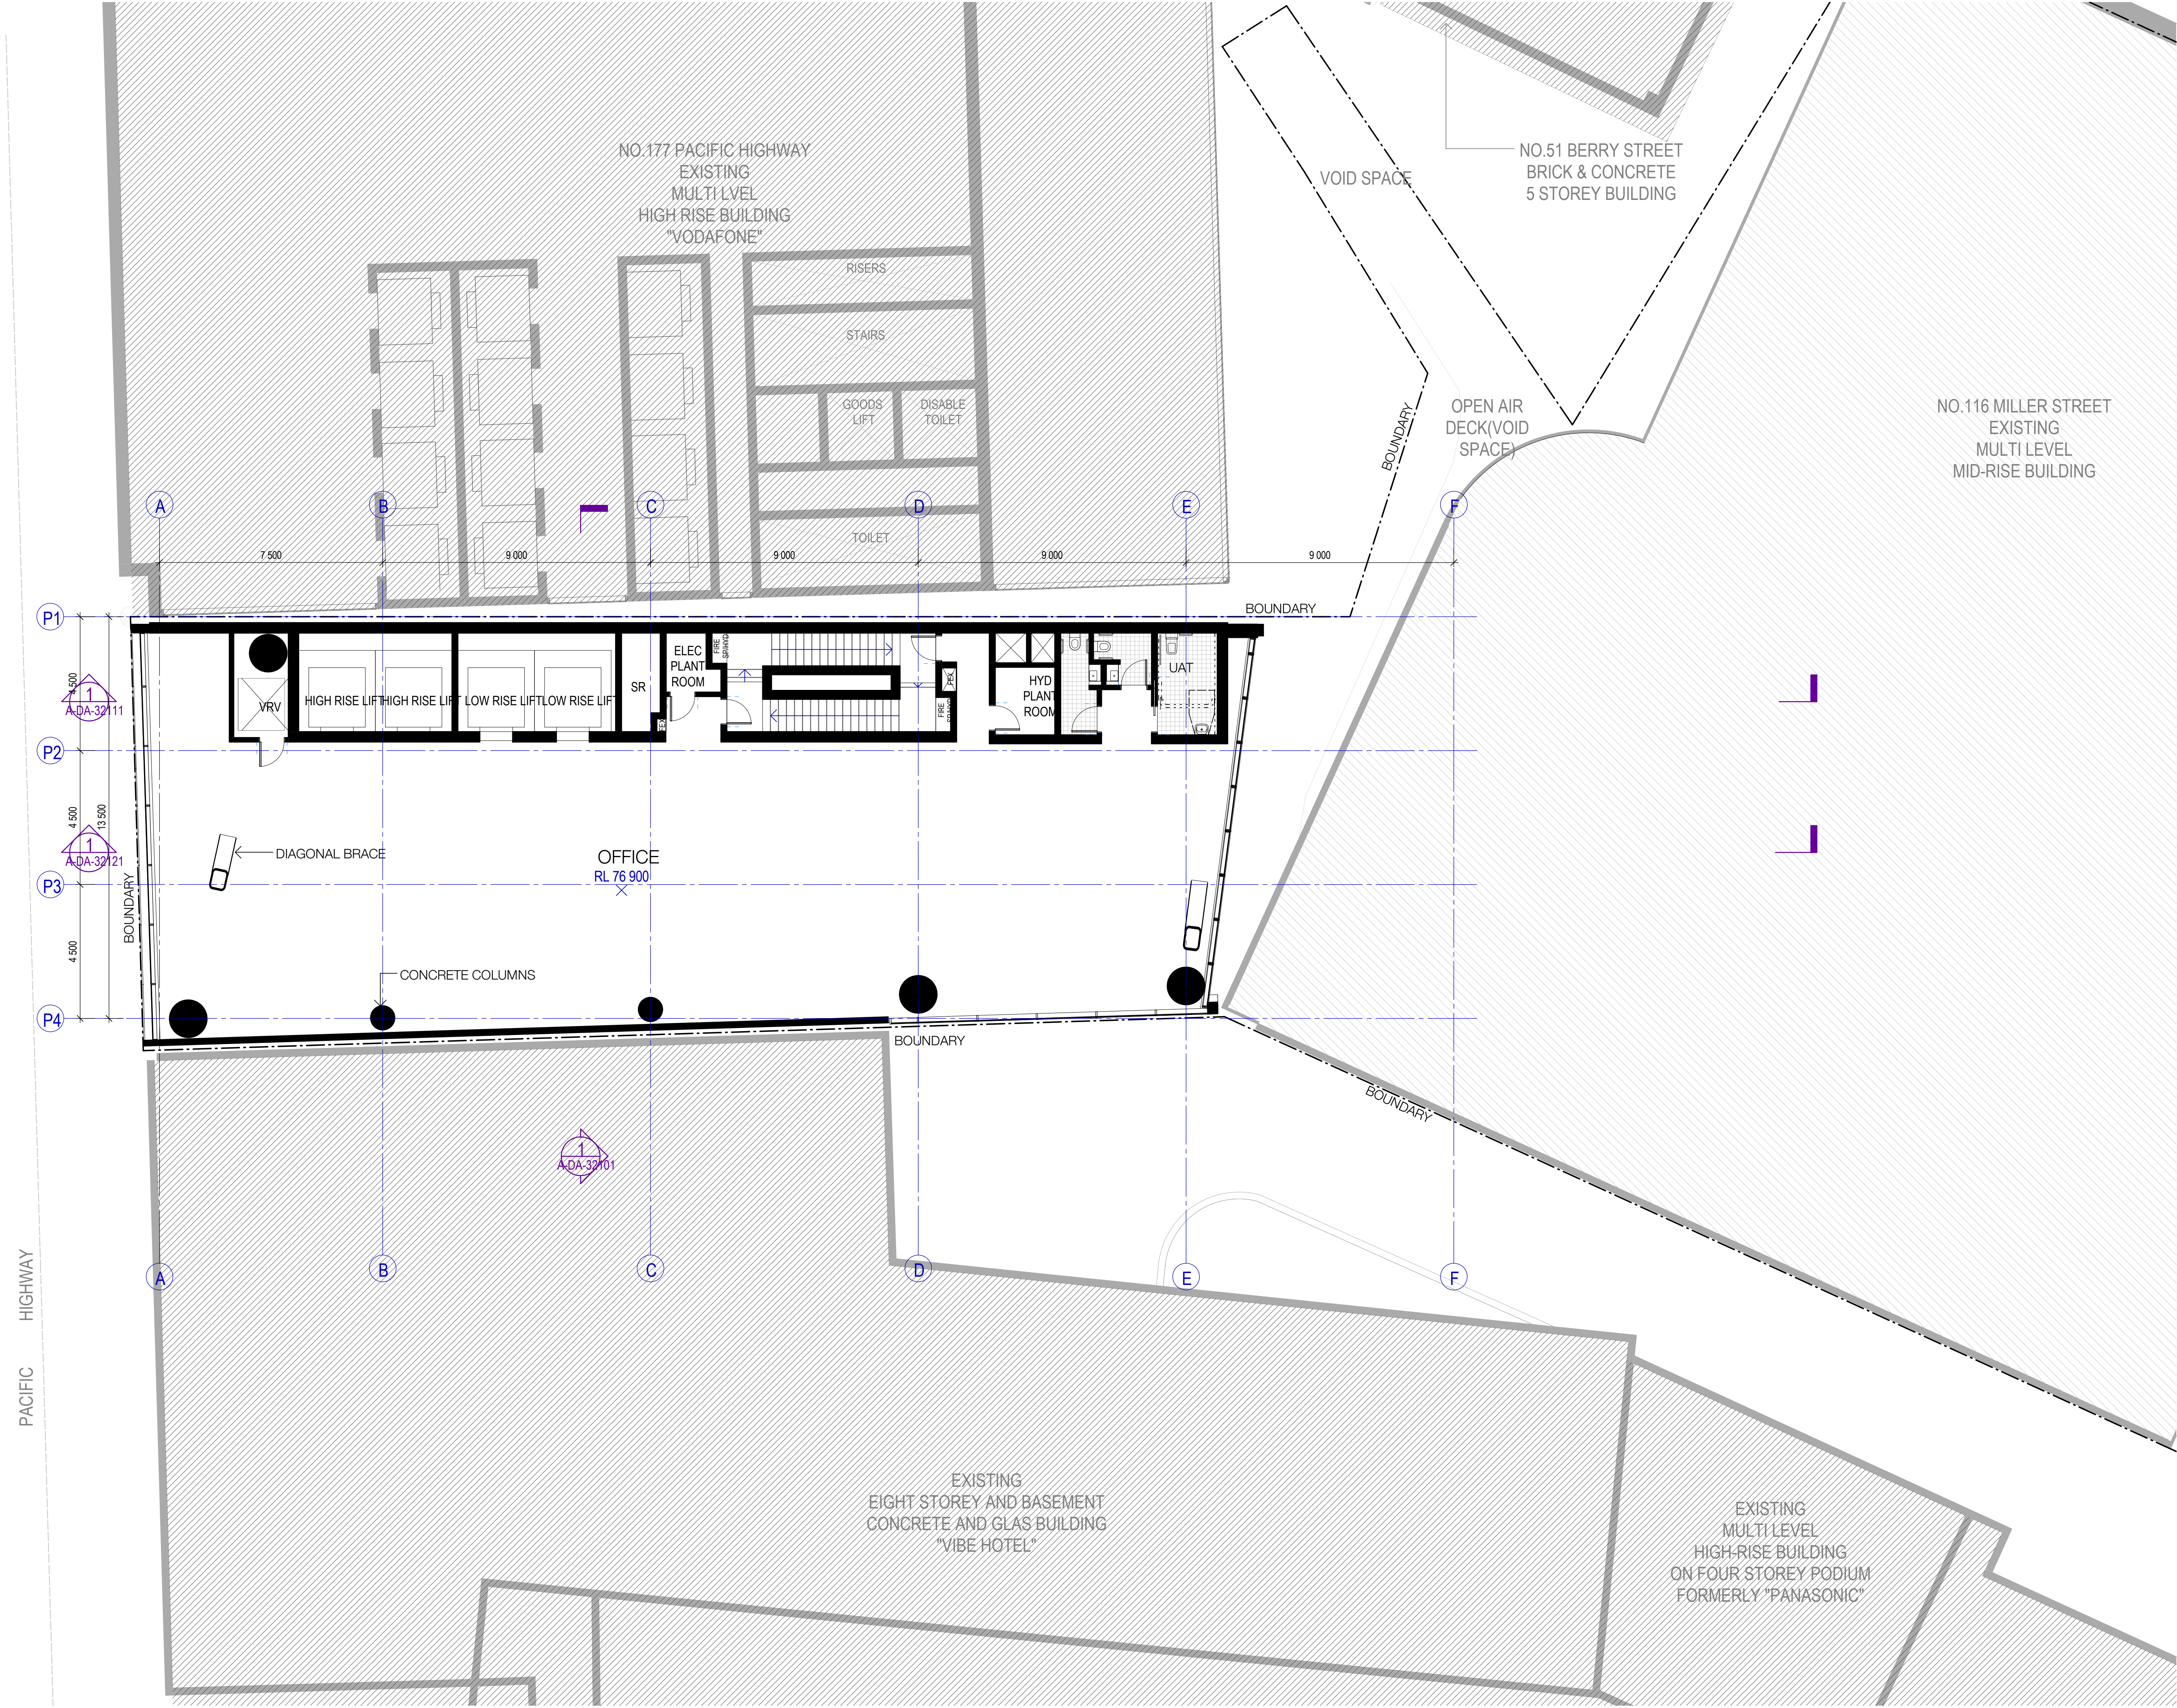 NO.177 PACIFIC HIGHWAY
EXISTING
MULTI LVEL
HIGH RISE BUILDING
"VODAFONE"
VOID SPACE
NO.51 BERRY STREET
BRICK & CONCRETE
5 STOREY BUILDING
RISERS
STAIRS
GOODS
LIFT
DISABLE
TOILET
TOILET
BOUNDARY
OPEN AIR
DECK(VOID
SPACE)
NO.116 MILLER STREET
EXISTING
MULTI LEVEL
MID-RISE BUILDING
A
B
C
D
E
F
7 500
9 000
9 000
9 000
9 000
P1
BOUNDARY
4 500
1
A-DA-32111
VRV
HIGH RISE LIFT
HIGH RISE LIFT
LOW RISE LIFT
LOW RISE LIFT
SR
FEX
ELEC
PLANT
ROOM
FIRE
FEX
FIRE
HYD
PLANT
ROOM
UAT
P2
4 500
13 500
1
A-DA-32121
DIAGONAL BRACE
OFFICE
RL 76 900
P3
BOUNDARY
4 500
CONCRETE COLUMNS
P4
BOUNDARY
BOUNDARY
1
A-DA-32101
A
B
C
D
E
F
PACIFIC HIGHWAY
EXISTING
EIGHT STOREY AND BASEMENT
CONCRETE AND GLAS BUILDING
"VIBE HOTEL"
EXISTING
MULTI LEVEL
HIGH-RISE BUILDING
ON FOUR STOREY PODIUM
FORMERLY "PANASONIC"